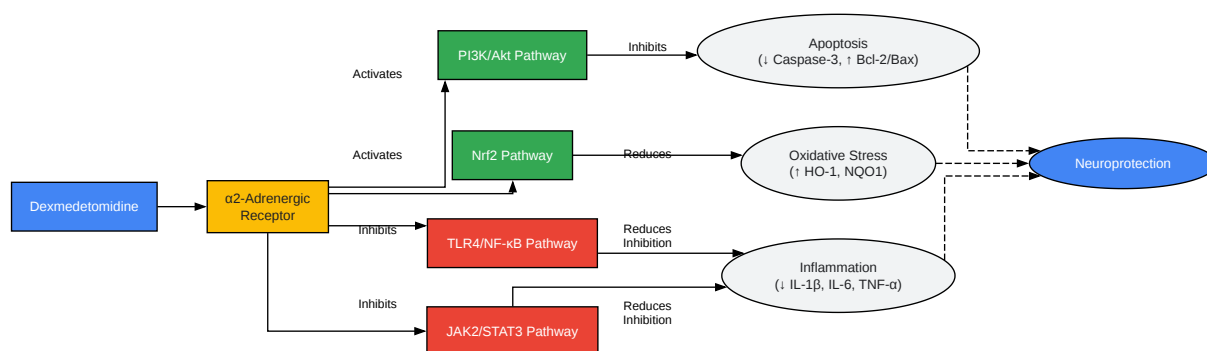 Activates
PI3K/Akt Pathway
Inhibits
Apoptosis
(↓ Caspase-3, ↑ Bcl-2/Bax)
Activates
Nrf2 Pathway
Reduces
Oxidative Stress
(↑ HO-1, NQO1)
Neuroprotection
Dexmedetomidine
α2-Adrenergic
Receptor
Inhibits
TLR4/NF-κB Pathway
Reduces
Inhibition
Inflammation
(↓ IL-1β, IL-6, TNF-α)
Inhibits
JAK2/STAT3 Pathway
Reduces
Inhibition